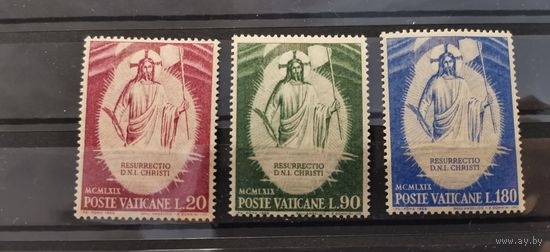 RESURRECTIO
D.N.I. CHRISTI
MCMLXIX
POSTE VATICANE L.20
RESURRECTIO
D.N.I. CHRISTI
MCMLXIX
POSTE VATICANE L.90
RESURRECTIO
D.N.I. CHRISTI
MCMLXIX
POSTE VATICANE L.180
www.ay.by